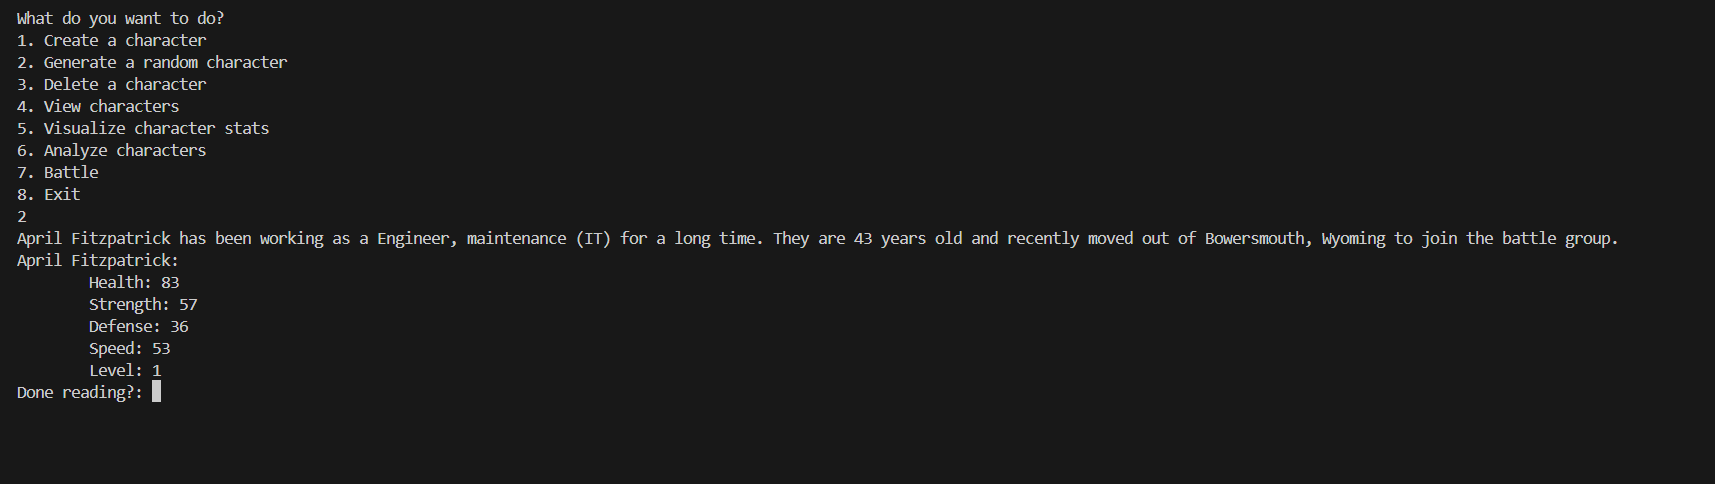 What do you want to do?
1. Create a character
2. Generate a random character
3. Delete a character
4. View characters
5. Visualize character stats
6. Analyze characters
7. Battle
8. Exit
2
April Fitzpatrick has been working as a Engineer, maintenance (IT) for a long time. They are 43 years old and recently moved out of Bowersmouth, Wyoming to join the battle group.
April Fitzpatrick:
Health: 83
Strength: 57
Defense: 36
Speed: 53
Level: 1
Done reading?: